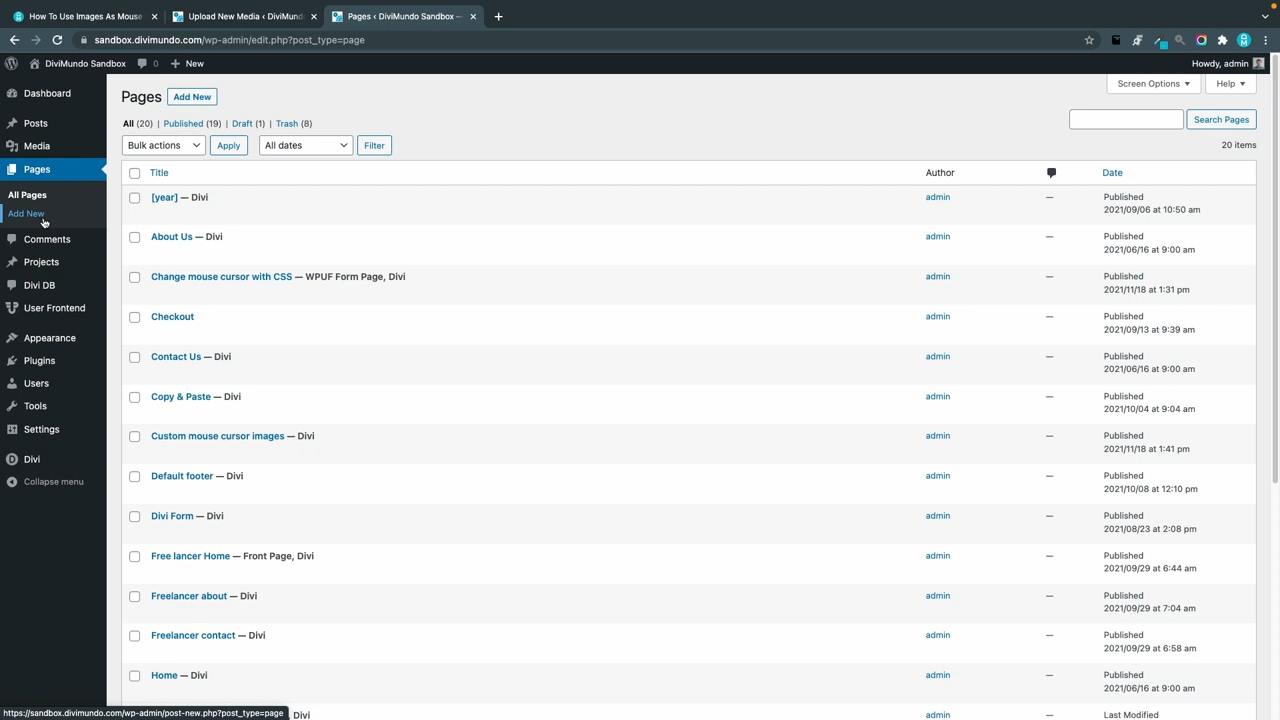 How To Use Images As Mouse
Upload New Media ‹ DiviMundo
Pages ‹ DiviMundo Sandbox —
sandbox.divimundo.com/wp-admin/edit.php?post_type=page
DiviMundo Sandbox 0 New
Howdy, admin
Dashboard
Posts
Media
Pages
All Pages
Add New
Comments
Projects
Divi DB
User Frontend
Appearance
Plugins
Users
Tools
Settings
Divi
Collapse menu
Screen Options Help
Pages Add New
All (20) | Published (19) | Draft (1) | Trash (8)
Search Pages
Bulk actions Apply All dates Filter
20 items
Title Author Date
[year] — Divi admin — Published
2021/09/06 at 10:50 am
About Us — Divi admin — Published
2021/06/16 at 9:00 am
Change mouse cursor with CSS — WPUF Form Page, Divi admin — Published
2021/11/18 at 1:31 pm
Checkout admin — Published
2021/09/13 at 9:39 am
Contact Us — Divi admin — Published
2021/06/16 at 9:00 am
Copy & Paste — Divi admin — Published
2021/10/04 at 9:04 am
Custom mouse cursor images — Divi admin — Published
2021/11/18 at 1:41 pm
Default footer — Divi admin — Published
2021/10/08 at 12:10 pm
Divi Form — Divi admin — Published
2021/08/23 at 2:08 pm
Free lancer Home — Front Page, Divi admin — Published
2021/09/29 at 6:44 am
Freelancer about — Divi admin — Published
2021/09/29 at 7:04 am
Freelancer contact — Divi admin — Published
2021/09/29 at 6:58 am
Home — Divi admin — Published
2021/06/16 at 9:00 am
, Divi admin — Last Modified
https://sandbox.divimundo.com/wp-admin/post-new.php?post_type=page